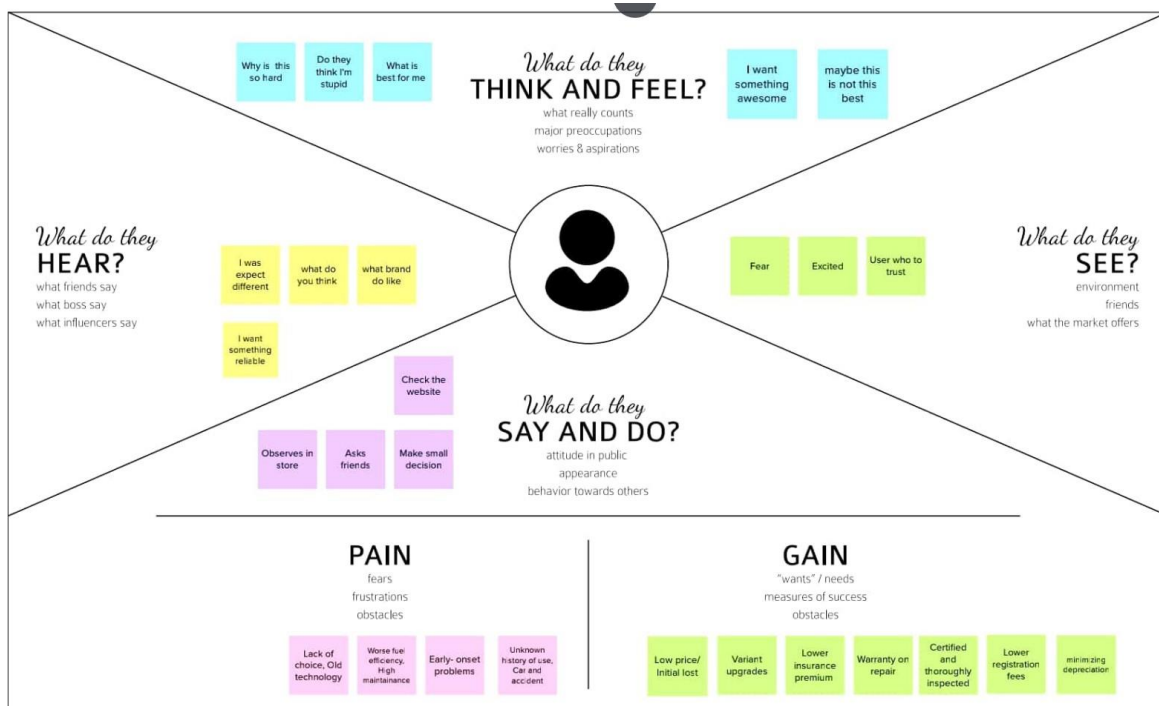 What do they
THINK AND FEEL?
what really counts
major preoccupations
worries & aspirations
Why is this
so hard
Do they
think I'm
stupid
What is
best for me
I want
something
awesome
maybe this
is not this
best
What do they
HEAR?
what friends say
what boss say
what influencers say
I was
expect
different
what do
you think
what brand
do like
I want
something
reliable
What do they
SEE?
environment
friends
what the market offers
Fear
Excited
User who to
trust
What do they
SAY AND DO?
attitude in public
appearance
behavior towards others
Check the
website
Observes in
store
Asks
friends
Make small
decision
PAIN
fears
frustrations
obstacles
Lack of
choice, Old
technology
Worse fuel
efficiency,
High
maintainance
Early- onset
problems
Unknown
history of use,
Car and
accident
GAIN
"wants" / needs
measures of success
obstacles
Low price/
Initial lost
Variant
upgrades
Lower
insurance
premium
Warranty on
repair
Certified
and
thoroughly
inspected
Lower
registration
fees
minimizing
depreciation